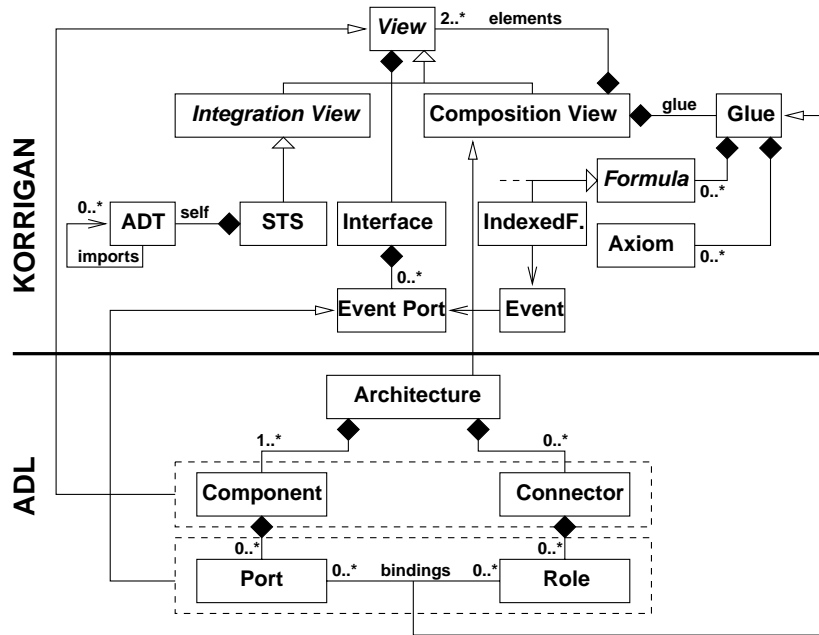 View
2..*
elements
Integration View
Composition View
glue
Glue
KORRIGAN
0..*
ADT
self
STS
imports
Interface
IndexedF.
Formula
0..*
Axiom
0..*
0..*
Event Port
Event
ADL
Architecture
1..*
0..*
Component
Connector
0..*
0..*
Port
0..*
bindings
0..*
Role